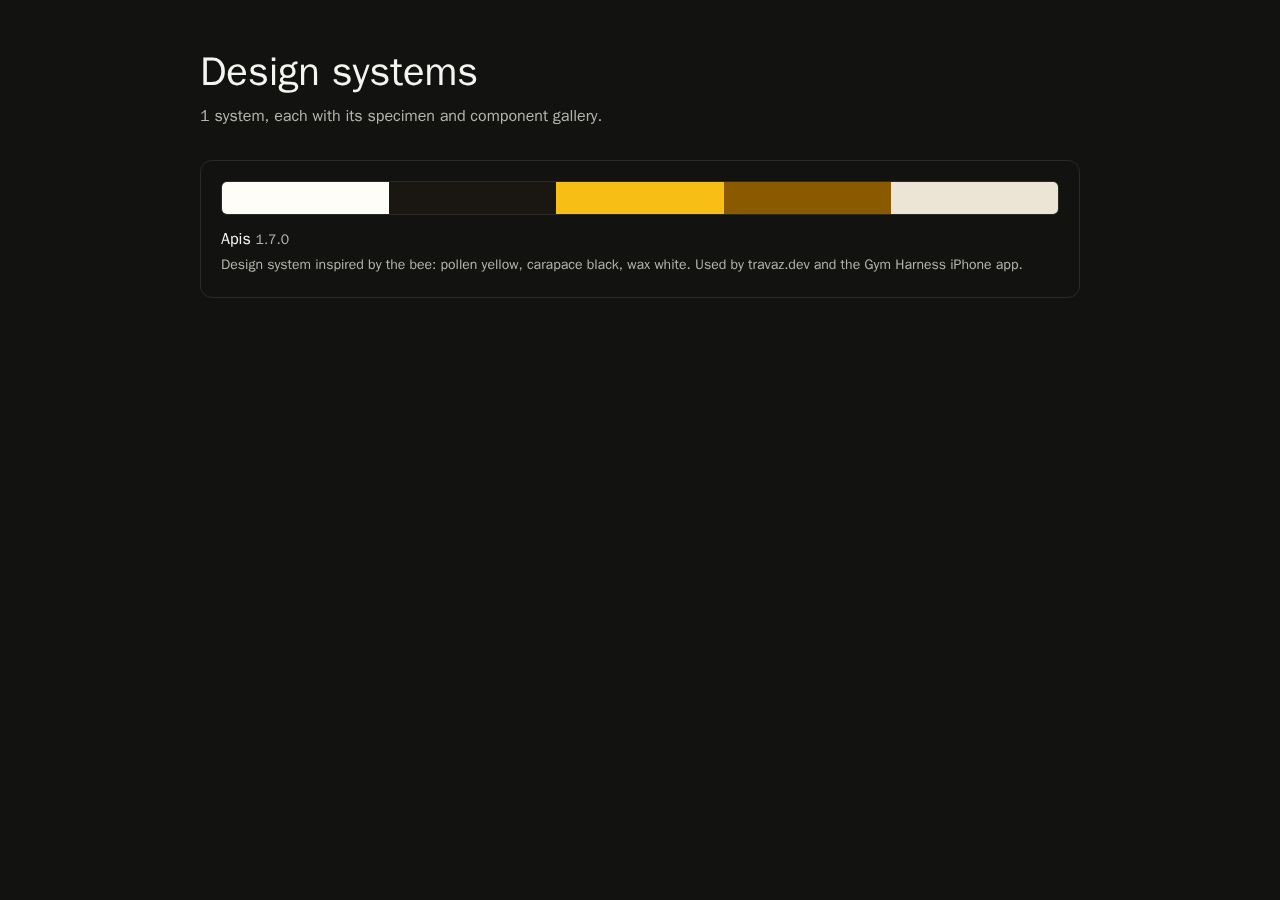 Design systems
1 system, each with its specimen and component gallery.
Apis 1.7.0
Design system inspired by the bee: pollen yellow, carapace black, wax white. Used by travaz.dev and the Gym Harness iPhone app.